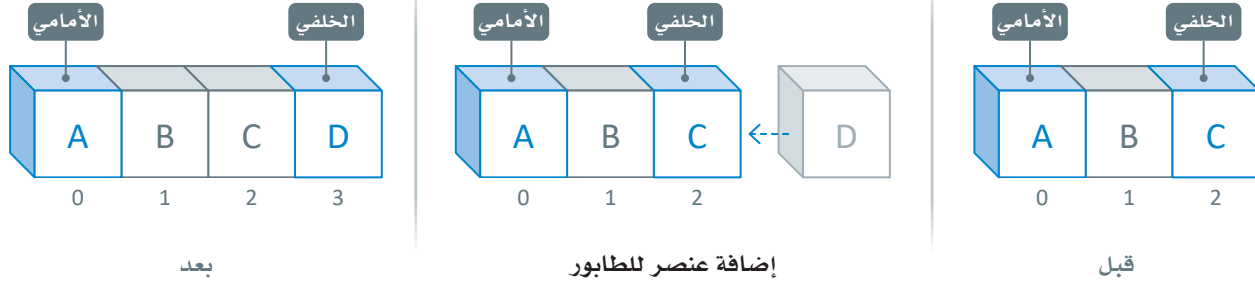 الأمامي الخلفي
A B C
0 1 2
قبل
الأمامي الخلفي
A B C D
0 1 2
إضافة عنصر للطابور
الأمامي الخلفي
A B C D
0 1 2 3
بعد